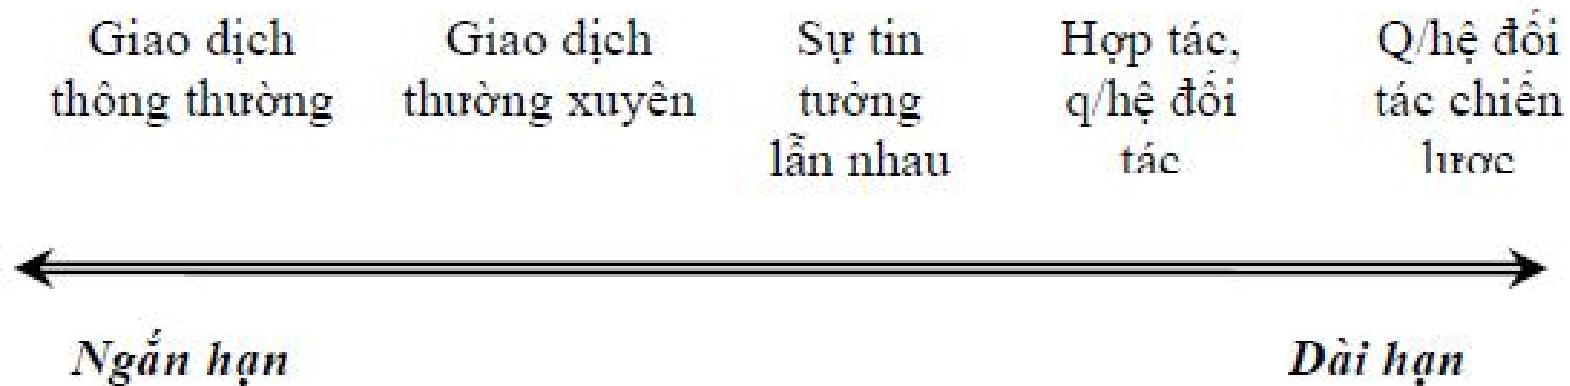 Giao dịch
thông thường
Giao dịch
thường xuyên
Sự tin
tưởng
lẫn nhau
Hợp tác,
q/hệ đối
tác
Q/hệ đối
tác chiến
lược
Ngắn hạn
Dài hạn